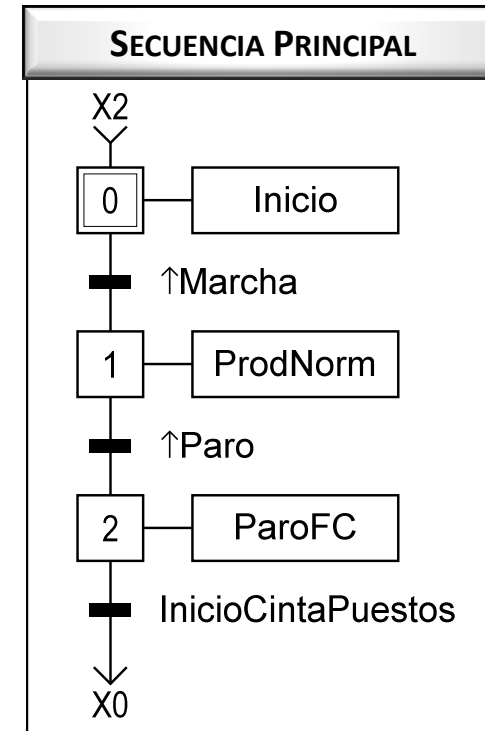 SECUENCIA PRINCIPAL
X2
0 Inicio
↑Marcha
1 ProdNorm
↑Paro
2 ParoFC
InicioCintaPuestos
X0